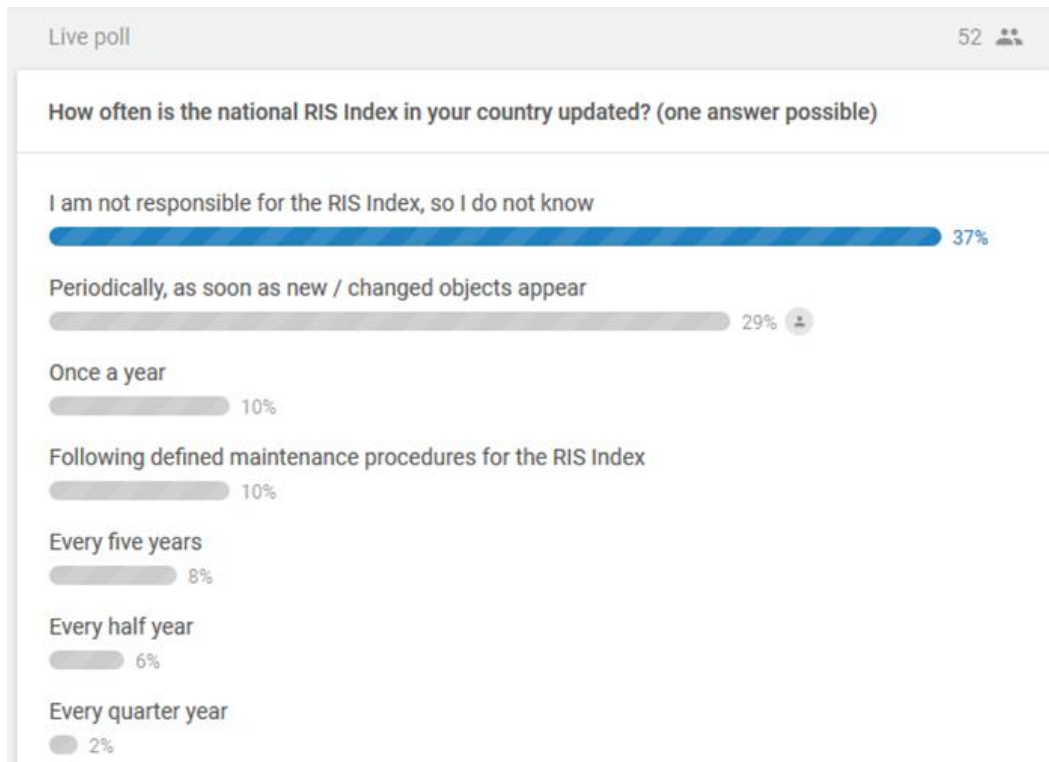 Live poll 52
How often is the national RIS Index in your country updated? (one answer possible)
I am not responsible for the RIS Index, so I do not know
37%
Periodically, as soon as new / changed objects appear
29%
Once a year
10%
Following defined maintenance procedures for the RIS Index
10%
Every five years
8%
Every half year
6%
Every quarter year
2%